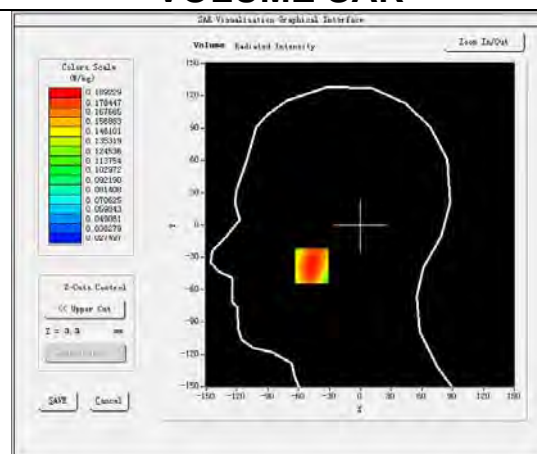 VOLUME SAR
SAR Visualisation Graphical Interface
Volume Radiated Intensity
Zoom In/Out
Colors Scale
(W/kg)
0.189229
0.178447
0.167665
0.156883
0.146101
0.135319
0.124536
0.113754
0.102972
0.092190
0.081408
0.070625
0.059843
0.049061
0.038279
0.027497
Z-Cuts Control
<< Upper Cut
Z = 3.3 mm
SAVE
Cancel
150
120
90
60
30
0
-30
-60
-90
-120
-150
Y
-150 -120 -90 -60 -30 0 30 60 90 120 150
X